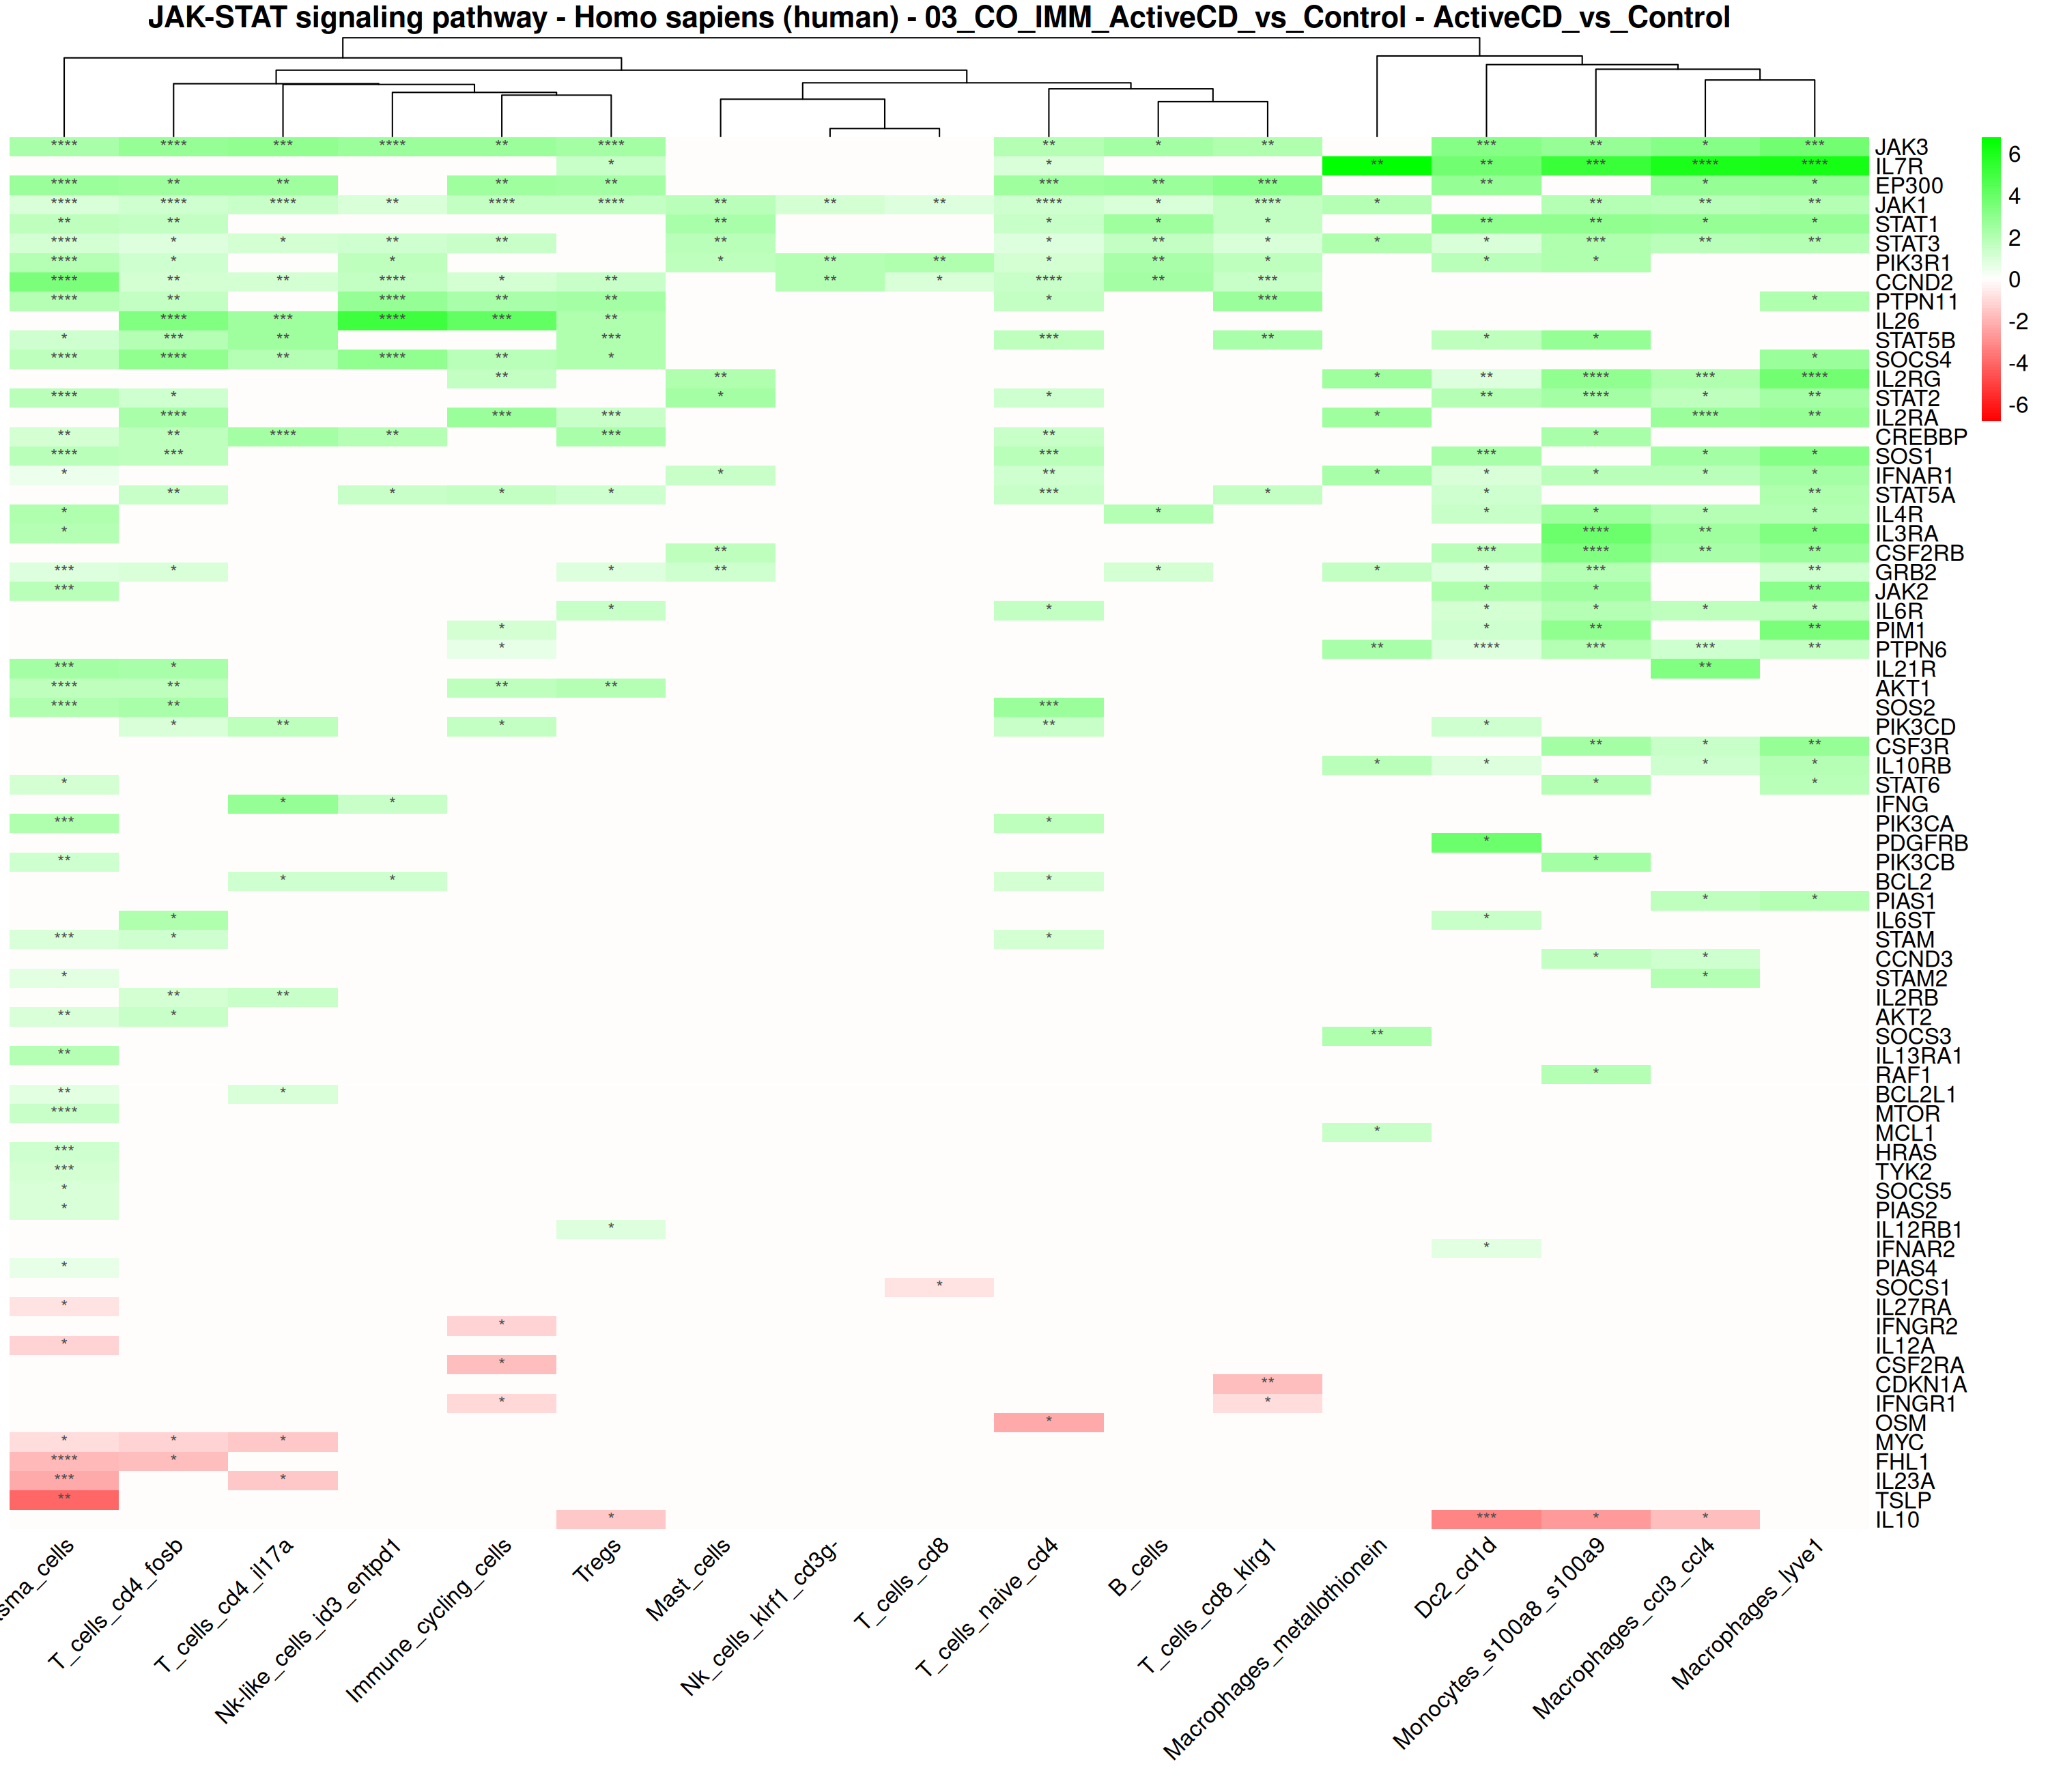 JAK-STAT signaling pathway - Homo sapiens (human) - 03_CO_IMM_ActiveCD_vs_Control - ActiveCD_vs_Control
**** **** *** **** ** **** ** * ** *** ** * *** JAK3
* * ** ** *** **** **** IL7R
**** ** ** ** ** *** ** *** ** * * EP300
**** **** **** ** **** **** ** ** ** **** * **** * ** ** ** JAK1
** ** ** * * * ** ** * * STAT1
**** * * ** ** ** * ** * * * *** ** ** STAT3
**** * * * ** ** * ** * * * PIK3R1
**** ** ** **** * ** ** * **** ** *** CCND2
**** ** **** ** ** * *** * PTPN11
**** *** **** *** ** IL26
* *** ** *** *** ** * * STAT5B
**** **** ** **** ** * * SOCS4
** ** * ** **** *** **** IL2RG
**** * * * ** **** * ** STAT2
**** *** *** * **** ** IL2RA
** ** **** ** *** ** * CREBBP
**** *** *** *** * * SOS1
* * ** * * * * * IFNAR1
** * * * *** * * ** STAT5A
* * * * * * IL4R
* **** ** * IL3RA
** *** **** ** ** CSF2RB
*** * * ** * * * *** ** GRB2
*** * * ** JAK2
* * * * * * IL6R
* * ** ** PIM1
* ** **** *** *** ** PTPN6
*** * ** IL21R
**** ** ** ** AKT1
**** ** *** SOS2
* ** * ** * PIK3CD
** * ** CSF3R
* * * * IL10RB
* * * STAT6
* * IFNG
*** * PIK3CA
* PDGFRB
** * PIK3CB
* * * BCL2
* * PIAS1
* * IL6ST
*** * * STAM
* * CCND3
* * STAM2
** ** IL2RB
** * AKT2
** SOCS3
** IL13RA1
* RAF1
** * BCL2L1
**** MTOR
* MCL1
*** HRAS
*** TYK2
* SOCS5
* PIAS2
* IL12RB1
* IFNAR2
* PIAS4
* SOCS1
* IL27RA
* IFNGR2
* IL12A
* CSF2RA
** CDKN1A
* * IFNGR1
* OSM
* * * MYC
**** * FHL1
*** * IL23A
** TSLP
* *** * * IL10
6
4
2
0
-2
-4
-6
sma_cells
T_cells_cd4_fosb
T_cells_cd4_il17a
Nk-like_cells_id3_entpd1
Immune_cycling_cells
Tregs
Mast_cells
Nk_cells_klrf1_cd3g-
T_cells_cd8
T_cells_naive_cd4
B_cells
T_cells_cd8_klrg1
Macrophages_metallothionein
Dc2_cd1d
Monocytes_s100a8_s100a9
Macrophages_ccl3_ccl4
Macrophages_lyve1